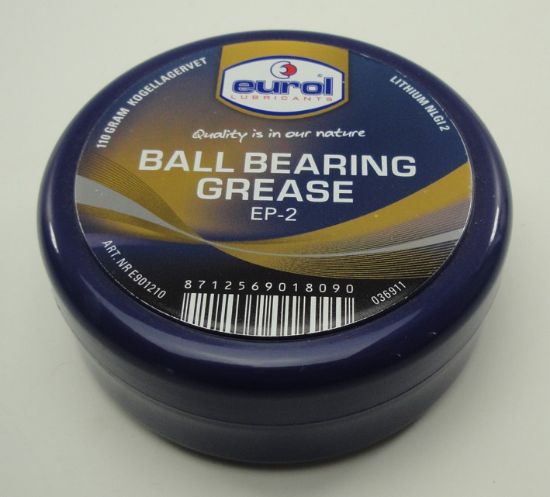 eurol
®
LUBRICANTS
110 GRAM KOGELLAGERVET
LITHIUM NLGI 2
Quality is in our nature
BALL BEARING
GREASE
EP-2
ART.NR E901210
8712569018090
036911